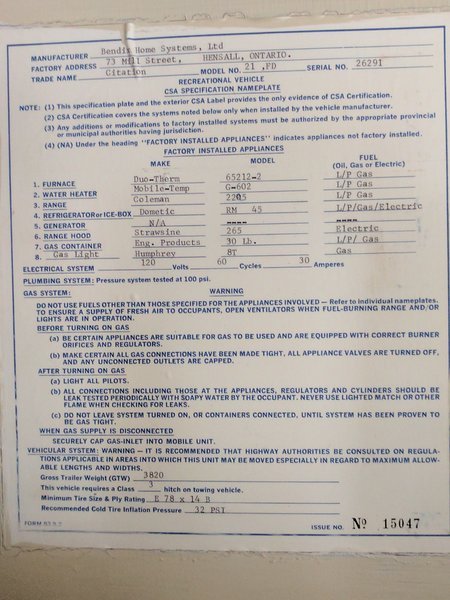 MANUFACTURER Bendix Home Systems, Ltd
FACTORY ADDRESS 73 Mill Street, HENSALL, ONTARIO.
TRADE NAME Citation MODEL NO. 21 ,FD SERIAL NO. 26291
RECREATIONAL VEHICLE
CSA SPECIFICATION NAMEPLATE
NOTE: (1) This specification plate and the exterior CSA Label provides the only evidence of CSA Certification.
(2) CSA Certification covers the systems noted below only when installed by the vehicle manufacturer.
(3) Any additions or modifications to factory installed systems must be authorized by the appropriate provincial
or municipal authorities having jurisdiction.
(4) (NA) Under the heading "FACTORY INSTALLED APPLIANCES" indicates appliances not factory installed.
FACTORY INSTALLED APPLIANCES
MAKE MODEL FUEL
(Oil, Gas or Electric)
1. FURNACE Duo-Therm 65212-2 L/P Gas
2. WATER HEATER Mobile-Temp G-602 L/P Gas
3. RANGE Coleman 2205 L/P Gas
4. REFRIGERATOR or ICE-BOX Dometic RM 45 L/P/Gas/Electric
5. GENERATOR N/A ---- ----
6. RANGE HOOD Stravsine 265 Electric
7. GAS CONTAINER Eng. Products 30 Lb. L/P/ Gas
8. Gas Light Humphrey 8T Gas
ELECTRICAL SYSTEM 120 Volts 60 Cycles 30 Amperes
PLUMBING SYSTEM: Pressure system tested at 100 psi.
GAS SYSTEM: WARNING
DO NOT USE FUELS OTHER THAN THOSE SPECIFIED FOR THE APPLIANCES INVOLVED — Refer to individual nameplates.
TO ENSURE A SUPPLY OF FRESH AIR TO OCCUPANTS, OPEN VENTILATORS WHEN FUEL-BURNING RANGE AND/OR
LIGHTS ARE IN OPERATION.
BEFORE TURNING ON GAS
(a) BE CERTAIN APPLIANCES ARE SUITABLE FOR GAS TO BE USED AND ARE EQUIPPED WITH CORRECT BURNER
ORIFICES AND REGULATORS.
(b) MAKE CERTAIN ALL GAS CONNECTIONS HAVE BEEN MADE TIGHT, ALL APPLIANCE VALVES ARE TURNED OFF,
AND ANY UNCONNECTED OUTLETS ARE CAPPED.
AFTER TURNING ON GAS
(a) LIGHT ALL PILOTS.
(b) ALL CONNECTIONS INCLUDING THOSE AT THE APPLIANCES, REGULATORS AND CYLINDERS SHOULD BE
LEAK TESTED PERIODICALLY WITH SOAPY WATER BY THE OCCUPANT. NEVER USE LIGHTED MATCH OR OTHER
FLAME WHEN CHECKING FOR LEAKS.
(c) DO NOT LEAVE SYSTEM TURNED ON, OR CONTAINERS CONNECTED, UNTIL SYSTEM HAS BEEN PROVEN TO
BE GAS TIGHT.
WHEN GAS SUPPLY IS DISCONNECTED
SECURELY CAP GAS-INLET INTO MOBILE UNIT.
VEHICULAR SYSTEM: WARNING — IT IS RECOMMENDED THAT HIGHWAY AUTHORITIES BE CONSULTED ON REGULA-
TIONS APPLICABLE IN AREAS INTO WHICH THIS UNIT MAY BE MOVED ESPECIALLY IN REGARD TO MAXIMUM ALLOW-
ABLE LENGTHS AND WIDTHS.
Gross Trailer Weight (GTW) 3820
This vehicle requires a Class 3 hitch on towing vehicle.
Minimum Tire Size & Ply Rating E 78 x 14 B
Recommended Cold Tire Inflation Pressure 32 PSI
ISSUE NO. Nº 15047